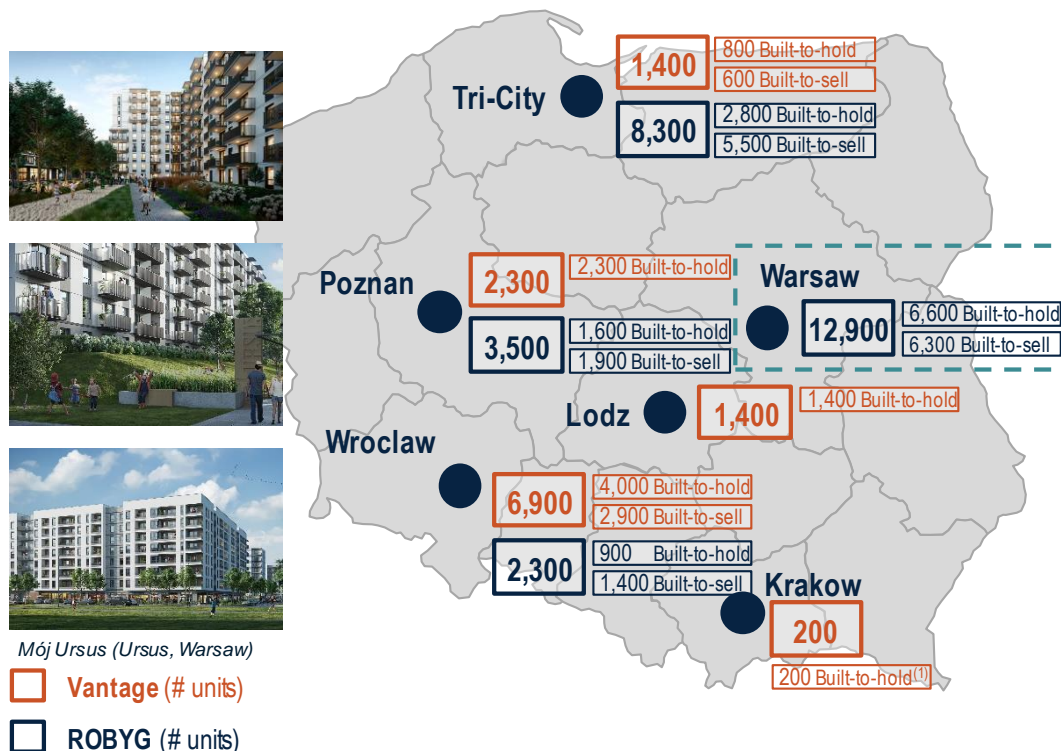 1,400
800 Built-to-hold
600 Built-to-sell
Tri-City
8,300
2,800 Built-to-hold
5,500 Built-to-sell
Poznan
2,300
2,300 Built-to-hold
3,500
1,600 Built-to-hold
1,900 Built-to-sell
Warsaw
12,900
6,600 Built-to-hold
6,300 Built-to-sell
Lodz
1,400
1,400 Built-to-hold
Wroclaw
6,900
4,000 Built-to-hold
2,900 Built-to-sell
2,300
900 Built-to-hold
1,400 Built-to-sell
Krakow
200
200 Built-to-hold(1)
Mój Ursus (Ursus, Warsaw)
Vantage (# units)
ROBYG (# units)